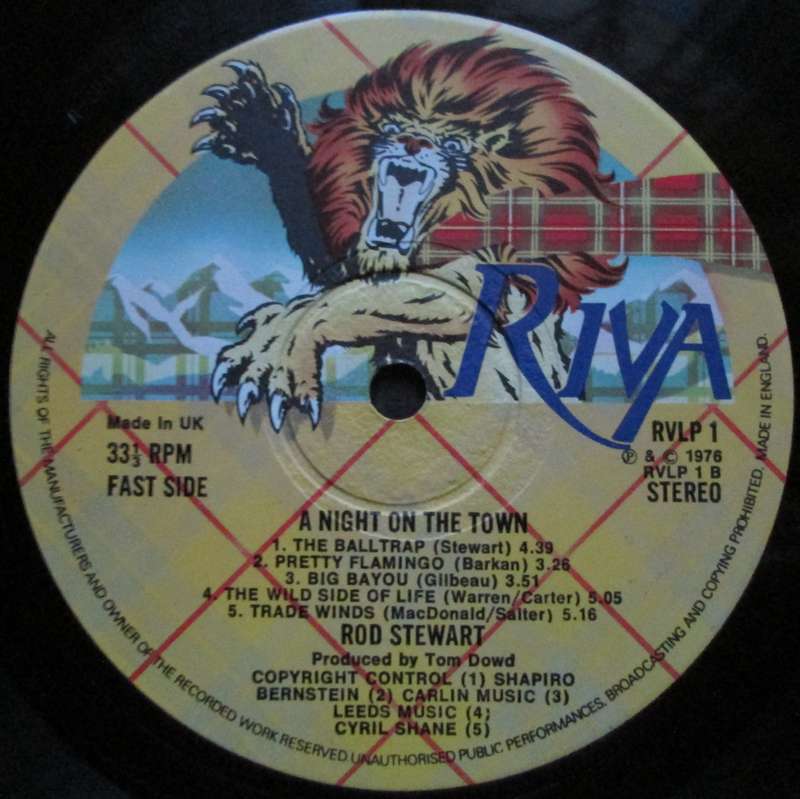 RIVA
Made in UK
33⅓ RPM
FAST SIDE
RVLP 1
℗ & © 1976
RVLP 1 B
STEREO
A NIGHT ON THE TOWN
1. THE BALLTRAP (Stewart) 4.39
2. PRETTY FLAMINGO (Barkan) 3.26
3. BIG BAYOU (Gilbeau) 3.51
4. THE WILD SIDE OF LIFE (Warren/Carter) 5.05
5. TRADE WINDS (MacDonald/Salter) 5.16
ROD STEWART
Produced by Tom Dowd
COPYRIGHT CONTROL (1) SHAPIRO
BERNSTEIN (2) CARLIN MUSIC (3)
LEEDS MUSIC (4)
CYRIL SHANE (5)
ALL RIGHTS OF THE MANUFACTURERS AND OWNER OF THE RECORDED WORK RESERVED. UNAUTHORISED PUBLIC PERFORMANCES, BROADCASTING AND COPYING PROHIBITED. MADE IN ENGLAND.